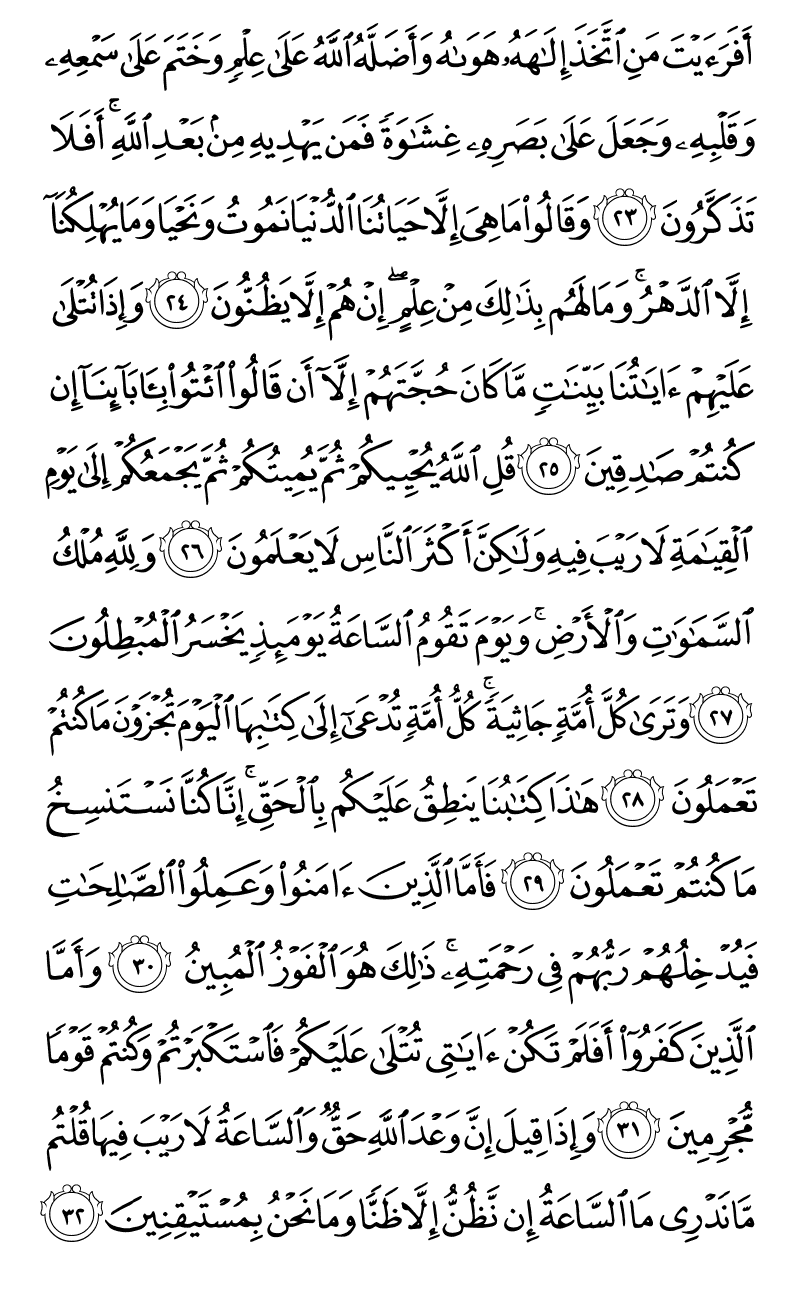 أَفَرَءَيۡتَ مَنِ ٱتَّخَذَ إِلَٰهَهُۥ هَوَىٰهُ وَأَضَلَّهُ ٱللَّهُ عَلَىٰ عِلۡمٖ وَخَتَمَ عَلَىٰ سَمۡعِهِۦ
وَقَلۡبِهِۦ وَجَعَلَ عَلَىٰ بَصَرِهِۦ غِشَٰوَةٗ فَمَن يَهۡدِيهِ مِنۢ بَعۡدِ ٱللَّهِۚ أَفَلَا
تَذَكَّرُونَ ٢٣ وَقَالُواْ مَا هِيَ إِلَّا حَيَاتُنَا ٱلدُّنۡيَا نَمُوتُ وَنَحۡيَا وَمَا يُهۡلِكُنَآ
إِلَّا ٱلدَّهۡرُۚ وَمَا لَهُم بِذَٰلِكَ مِنۡ عِلۡمٍۖ إِنۡ هُمۡ إِلَّا يَظُنُّونَ ٢٤ وَإِذَا تُتۡلَىٰ
عَلَيۡهِمۡ ءَايَٰتُنَا بَيِّنَٰتٖ مَّا كَانَ حُجَّتَهُمۡ إِلَّآ أَن قَالُواْ ٱئۡتُواْ بِـَٔابَآئِنَآ إِن
كُنتُمۡ صَٰدِقِينَ ٢٥ قُلِ ٱللَّهُ يُحۡيِيكُمۡ ثُمَّ يُمِيتُكُمۡ ثُمَّ يَجۡمَعُكُمۡ إِلَىٰ يَوۡمِ
ٱلۡقِيَٰمَةِ لَا رَيۡبَ فِيهِ وَلَٰكِنَّ أَكۡثَرَ ٱلنَّاسِ لَا يَعۡلَمُونَ ٢٦ وَلِلَّهِ مُلۡكُ
ٱلسَّمَٰوَٰتِ وَٱلۡأَرۡضِۚ وَيَوۡمَ تَقُومُ ٱلسَّاعَةُ يَوۡمَئِذٖ يَخۡسَرُ ٱلۡمُبۡطِلُونَ
٢٧ وَتَرَىٰ كُلَّ أُمَّةٖ جَاثِيَةٗۚ كُلُّ أُمَّةٖ تُدۡعَىٰٓ إِلَىٰ كِتَٰبِهَا ٱلۡيَوۡمَ تُجۡزَوۡنَ مَا كُنتُمۡ
تَعۡمَلُونَ ٢٨ هَٰذَا كِتَٰبُنَا يَنطِقُ عَلَيۡكُم بِٱلۡحَقِّۚ إِنَّا كُنَّا نَسۡتَنسِخُ
مَا كُنتُمۡ تَعۡمَلُونَ ٢٩ فَأَمَّا ٱلَّذِينَ ءَامَنُواْ وَعَمِلُواْ ٱلصَّٰلِحَٰتِ
فَيُدۡخِلُهُمۡ رَبُّهُمۡ فِي رَحۡمَتِهِۦۚ ذَٰلِكَ هُوَ ٱلۡفَوۡزُ ٱلۡمُبِينُ ٣٠ وَأَمَّا
ٱلَّذِينَ كَفَرُوٓاْ أَفَلَمۡ تَكُنۡ ءَايَٰتِي تُتۡلَىٰ عَلَيۡكُمۡ فَٱسۡتَكۡبَرۡتُمۡ وَكُنتُمۡ قَوۡمٗا
مُّجۡرِمِينَ ٣١ وَإِذَا قِيلَ إِنَّ وَعۡدَ ٱللَّهِ حَقّٞ وَٱلسَّاعَةُ لَا رَيۡبَ فِيهَا قُلۡتُم
مَّا نَدۡرِي مَا ٱلسَّاعَةُ إِن نَّظُنُّ إِلَّا ظَنّٗا وَمَا نَحۡنُ بِمُسۡتَيۡقِنِينَ ٣٢